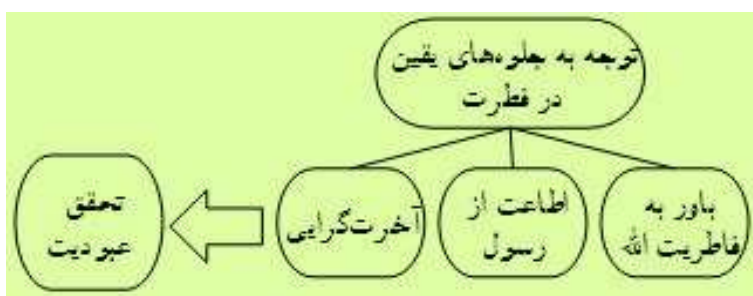 توجه به جلوه‌های یقین
در فطرت
باور به
فاطریت الله
اطاعت از
رسول
آخرت‌گرایی
تحقق
عبودیت